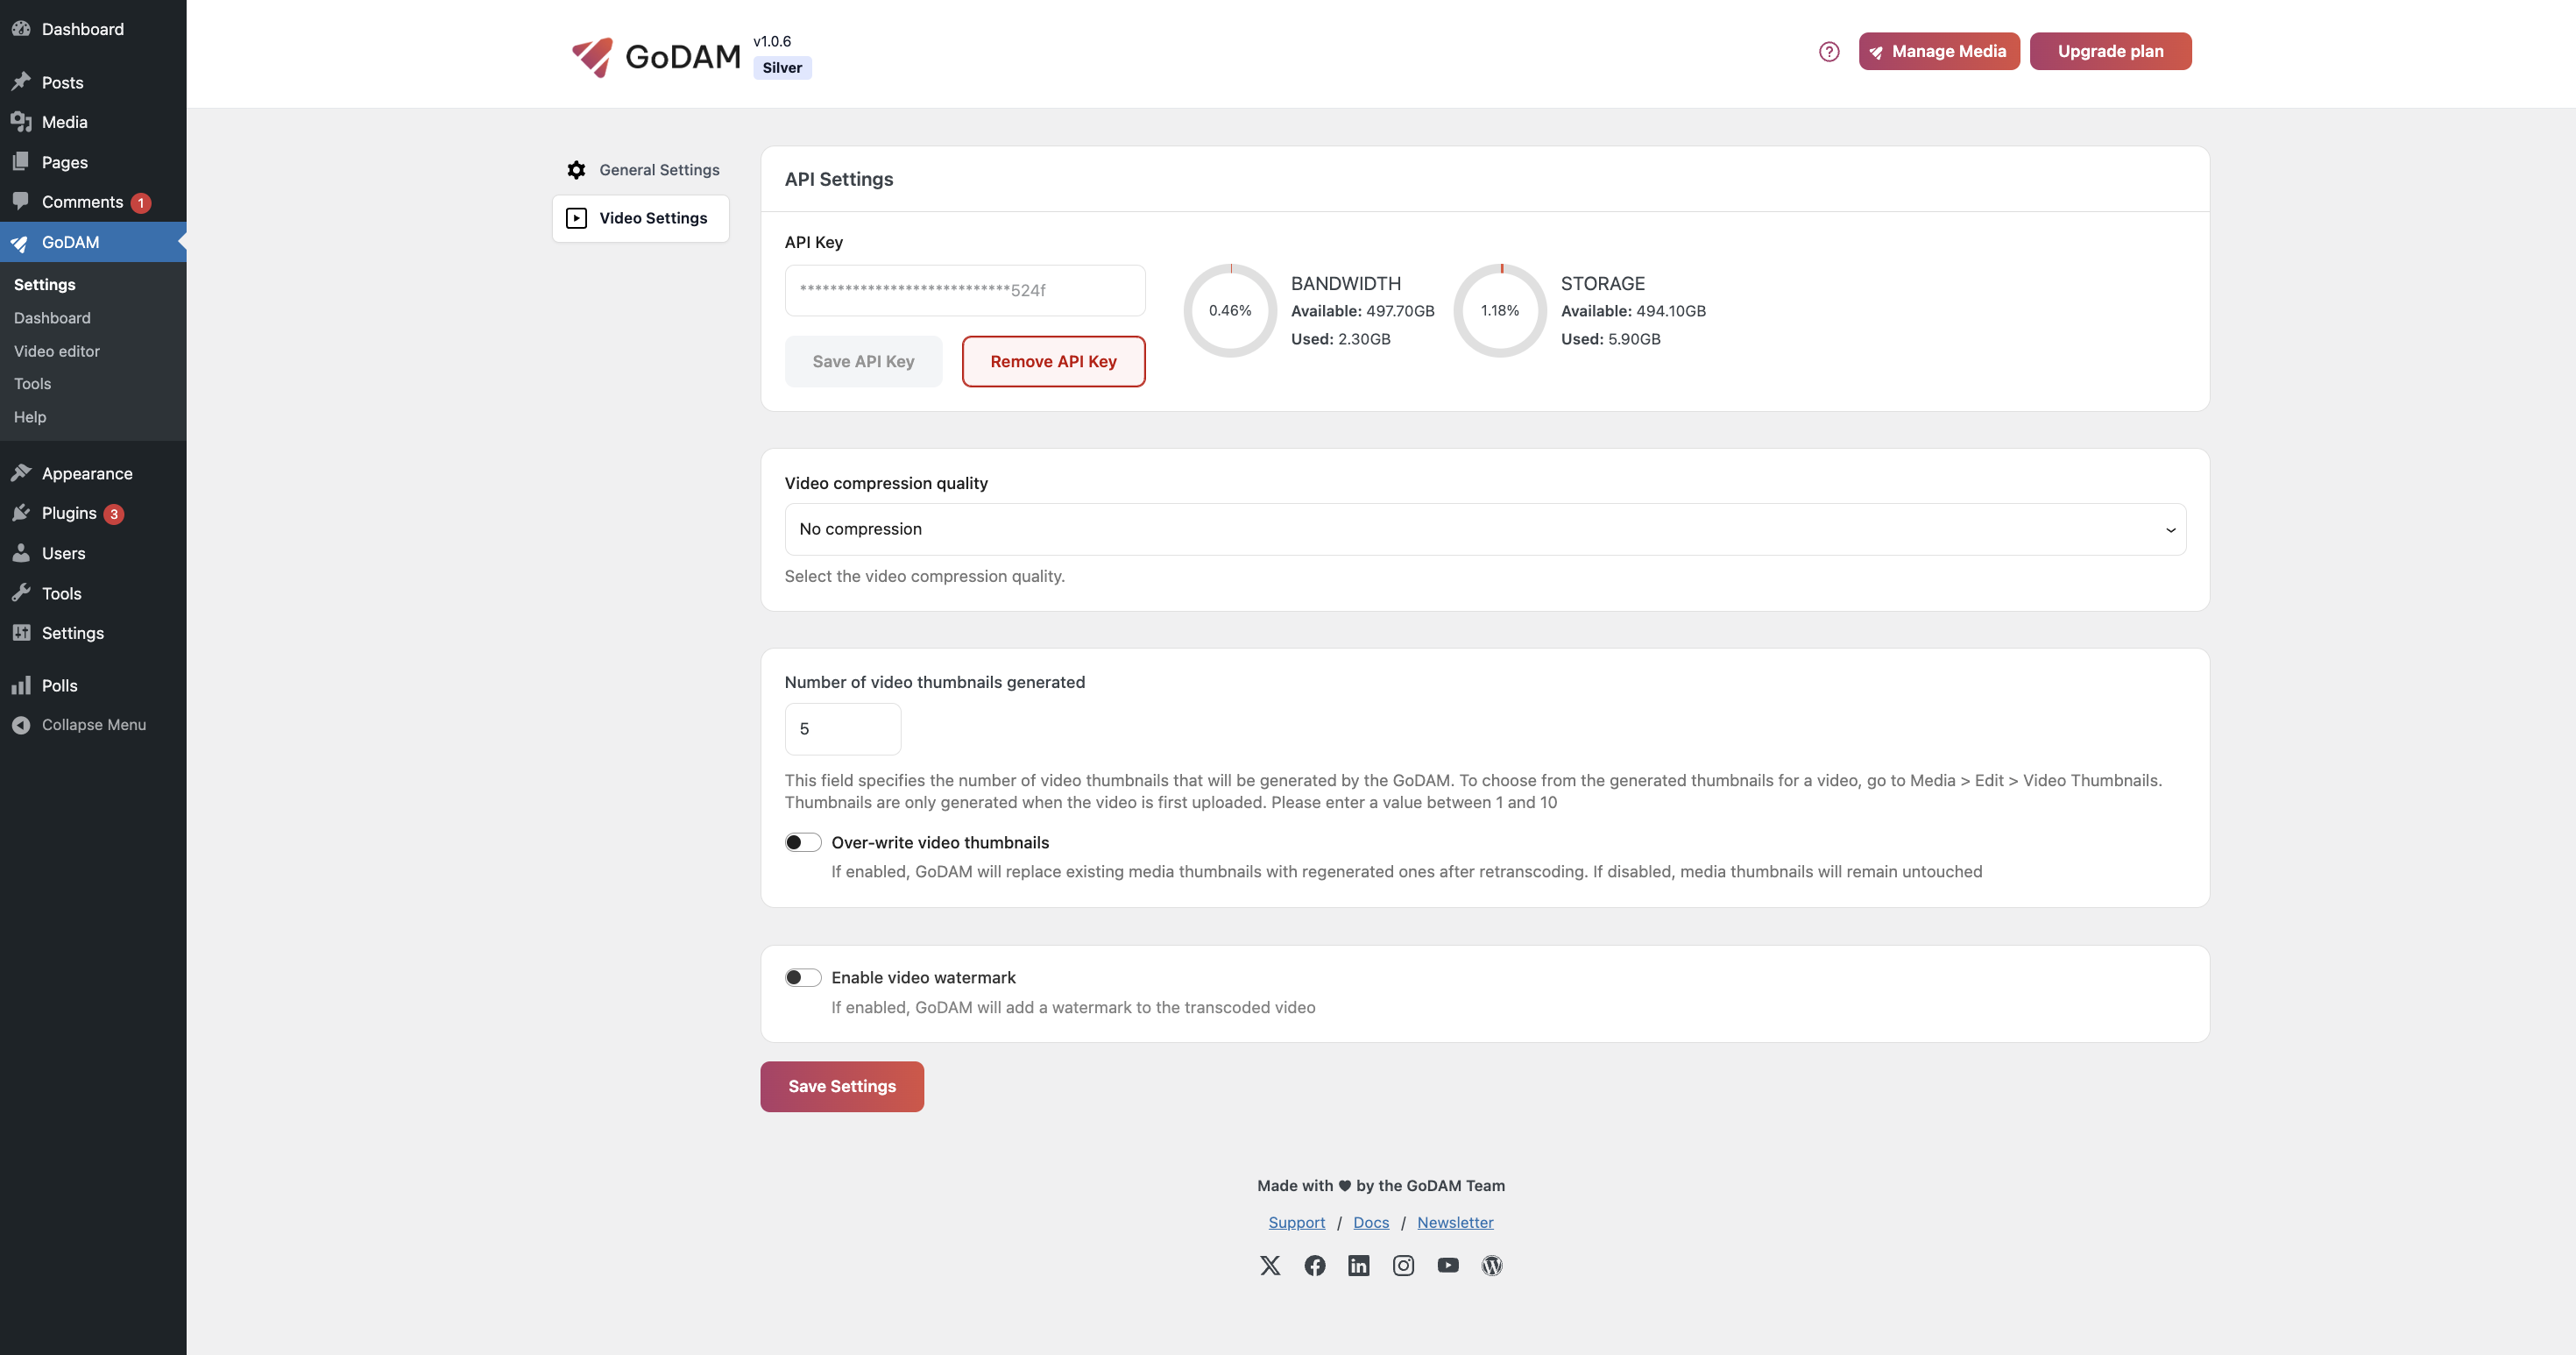 Dashboard
Posts
Media
Pages
Comments 1
GoDAM
Settings
Dashboard
Video editor
Tools
Help
Appearance
Plugins 3
Users
Tools
Settings
Polls
Collapse Menu
GoDAM
v1.0.6
Silver
?
Manage Media
Upgrade plan
General Settings
Video Settings
API Settings
API Key
****************************524f
Save API Key
Remove API Key
0.46%
BANDWIDTH
Available: 497.70GB
Used: 2.30GB
1.18%
STORAGE
Available: 494.10GB
Used: 5.90GB
Video compression quality
No compression
Select the video compression quality.
Number of video thumbnails generated
5
This field specifies the number of video thumbnails that will be generated by the GoDAM. To choose from the generated thumbnails for a video, go to Media > Edit > Video Thumbnails.
Thumbnails are only generated when the video is first uploaded. Please enter a value between 1 and 10
Over-write video thumbnails
If enabled, GoDAM will replace existing media thumbnails with regenerated ones after retranscoding. If disabled, media thumbnails will remain untouched
Enable video watermark
If enabled, GoDAM will add a watermark to the transcoded video
Save Settings
Made with ♥ by the GoDAM Team
Support / Docs / Newsletter